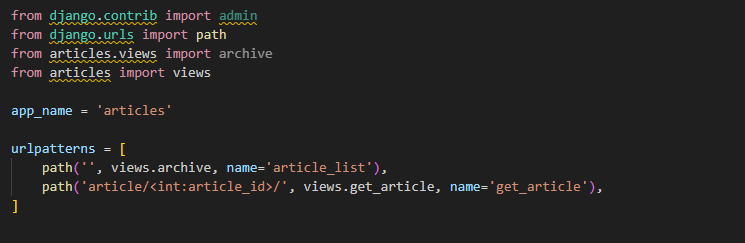 from django.contrib import admin
from django.urls import path
from articles.views import archive
from articles import views
app_name = 'articles'
urlpatterns = [
path('', views.archive, name='article_list'),
path('article/<int:article_id>/', views.get_article, name='get_article'),
]